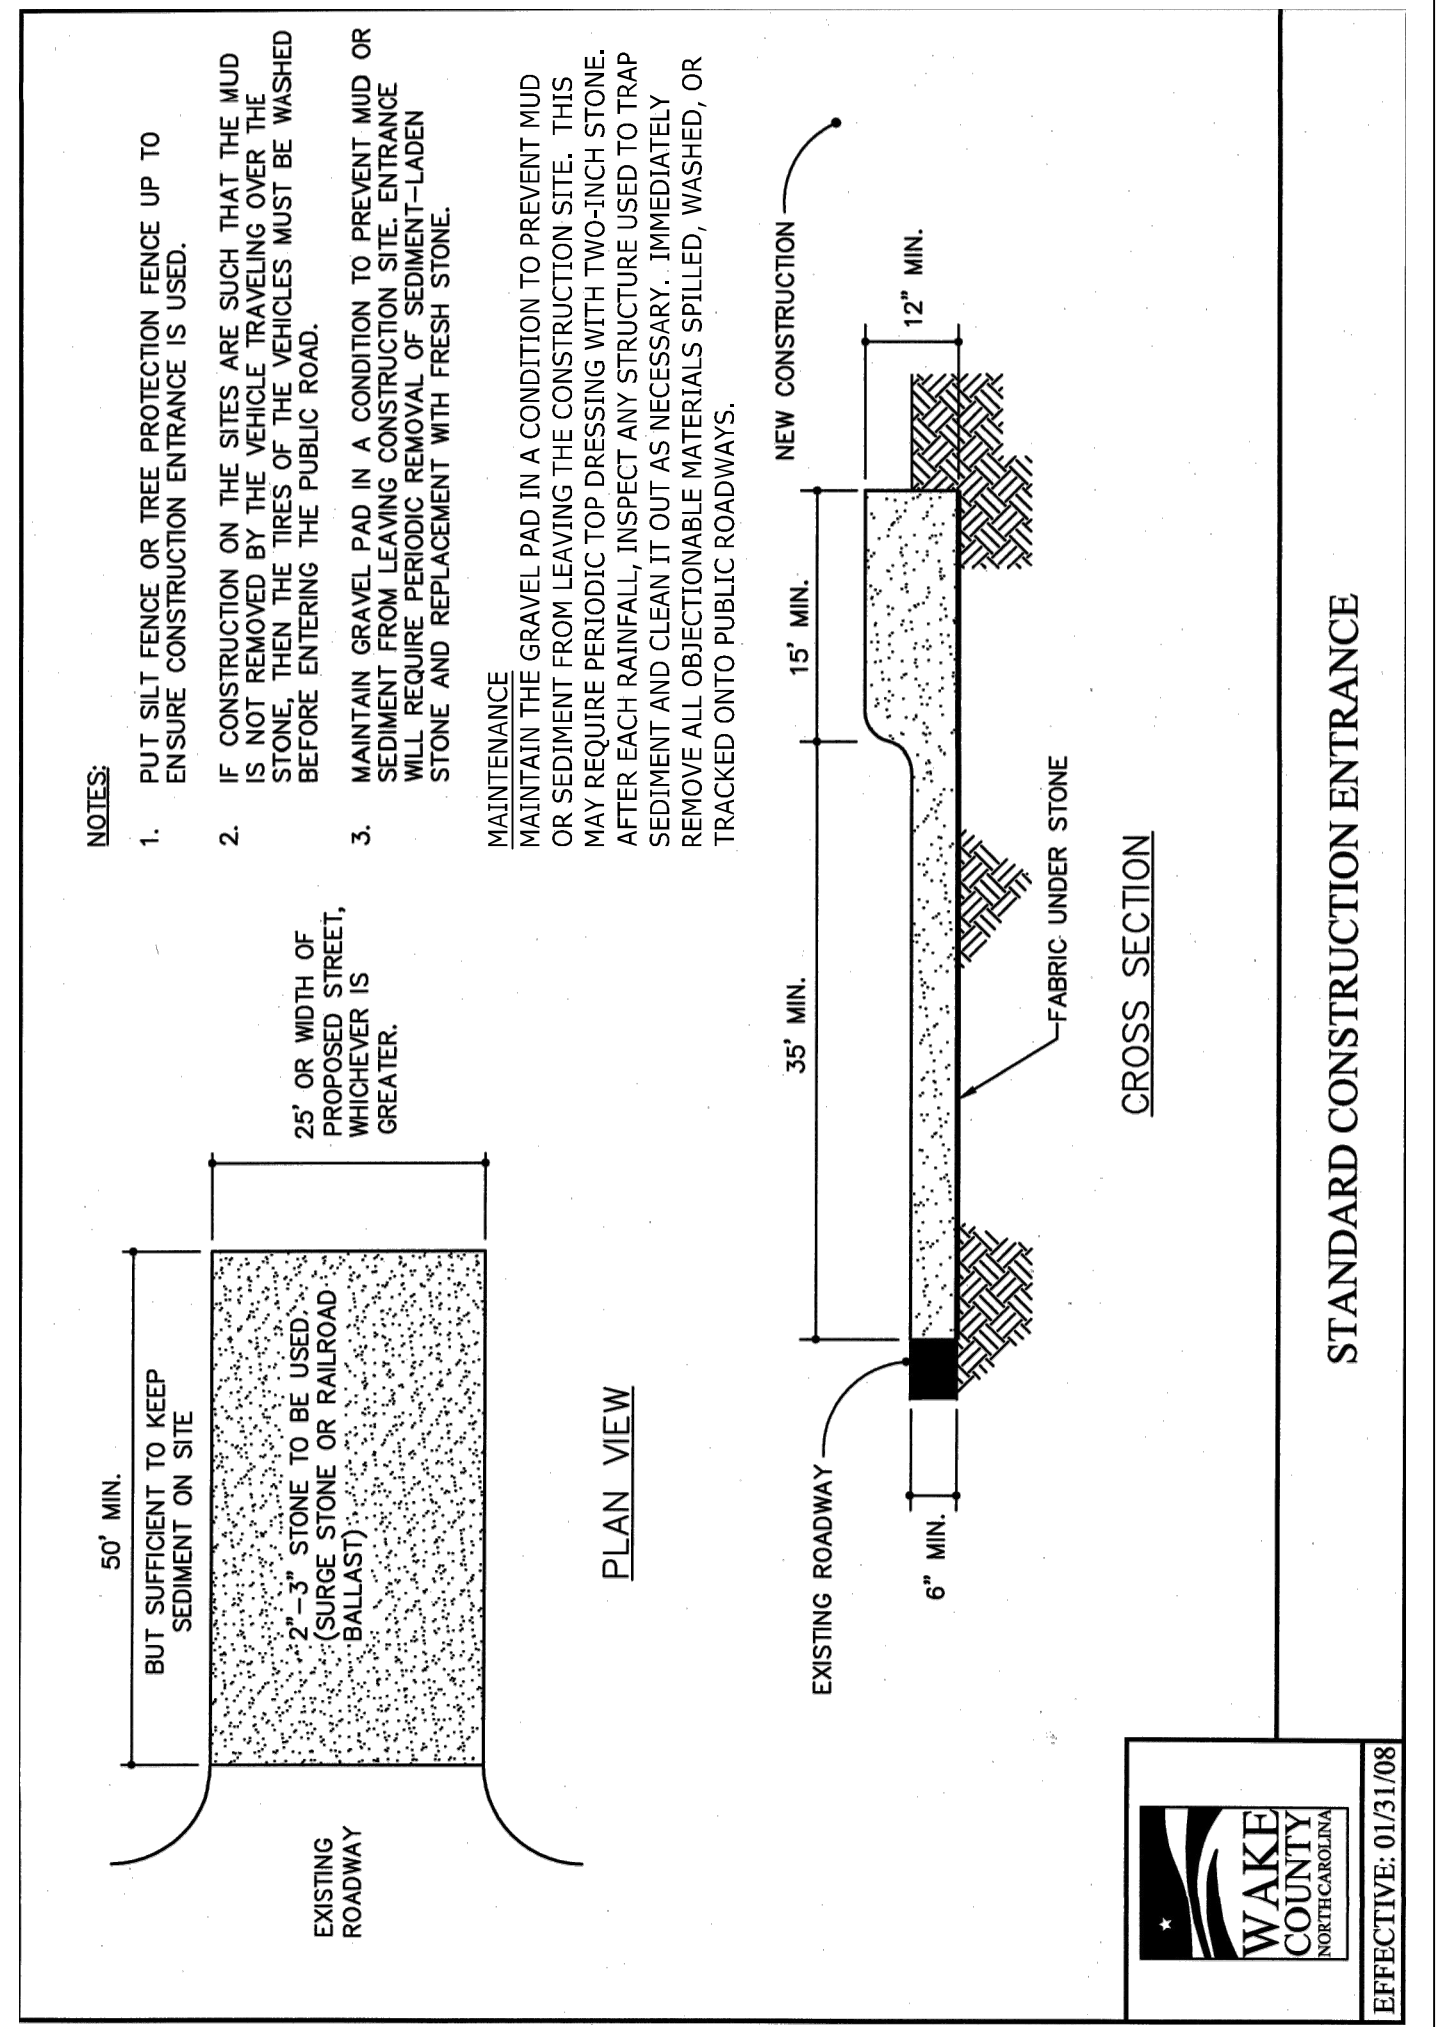 50' MIN.
BUT SUFFICIENT TO KEEP
SEDIMENT ON SITE
2"-3" STONE TO BE USED.
(SURGE STONE OR RAILROAD
BALLAST)
EXISTING
ROADWAY
25' OR WIDTH OF
PROPOSED STREET,
WHICHEVER IS
GREATER.
PLAN VIEW
NOTES:
1. PUT SILT FENCE OR TREE PROTECTION FENCE UP TO
ENSURE CONSTRUCTION ENTRANCE IS USED.
2. IF CONSTRUCTION ON THE SITES ARE SUCH THAT THE MUD
IS NOT REMOVED BY THE VEHICLE TRAVELING OVER THE
STONE, THEN THE TIRES OF THE VEHICLES MUST BE WASHED
BEFORE ENTERING THE PUBLIC ROAD.
3. MAINTAIN GRAVEL PAD IN A CONDITION TO PREVENT MUD OR
SEDIMENT FROM LEAVING CONSTRUCTION SITE. ENTRANCE
WILL REQUIRE PERIODIC REMOVAL OF SEDIMENT-LADEN
STONE AND REPLACEMENT WITH FRESH STONE.
MAINTENANCE
MAINTAIN THE GRAVEL PAD IN A CONDITION TO PREVENT MUD
OR SEDIMENT FROM LEAVING THE CONSTRUCTION SITE. THIS
MAY REQUIRE PERIODIC TOP DRESSING WITH TWO-INCH STONE.
AFTER EACH RAINFALL, INSPECT ANY STRUCTURE USED TO TRAP
SEDIMENT AND CLEAN IT OUT AS NECESSARY. IMMEDIATELY
REMOVE ALL OBJECTIONABLE MATERIALS SPILLED, WASHED, OR
TRACKED ONTO PUBLIC ROADWAYS.
EXISTING ROADWAY
6" MIN.
35' MIN.
15' MIN.
NEW CONSTRUCTION
12" MIN.
FABRIC UNDER STONE
CROSS SECTION
WAKE
COUNTY
NORTH CAROLINA
EFFECTIVE: 01/31/08
STANDARD CONSTRUCTION ENTRANCE